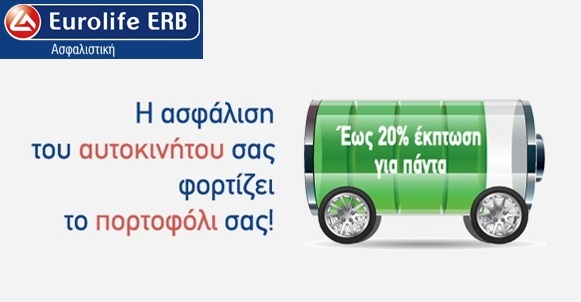 Eurolife ERB
Ασφαλιστική
Η ασφάλιση
του αυτοκινήτου σας
φορτίζει
το πορτοφόλι σας!
Έως 20% έκπτωση
για πάντα